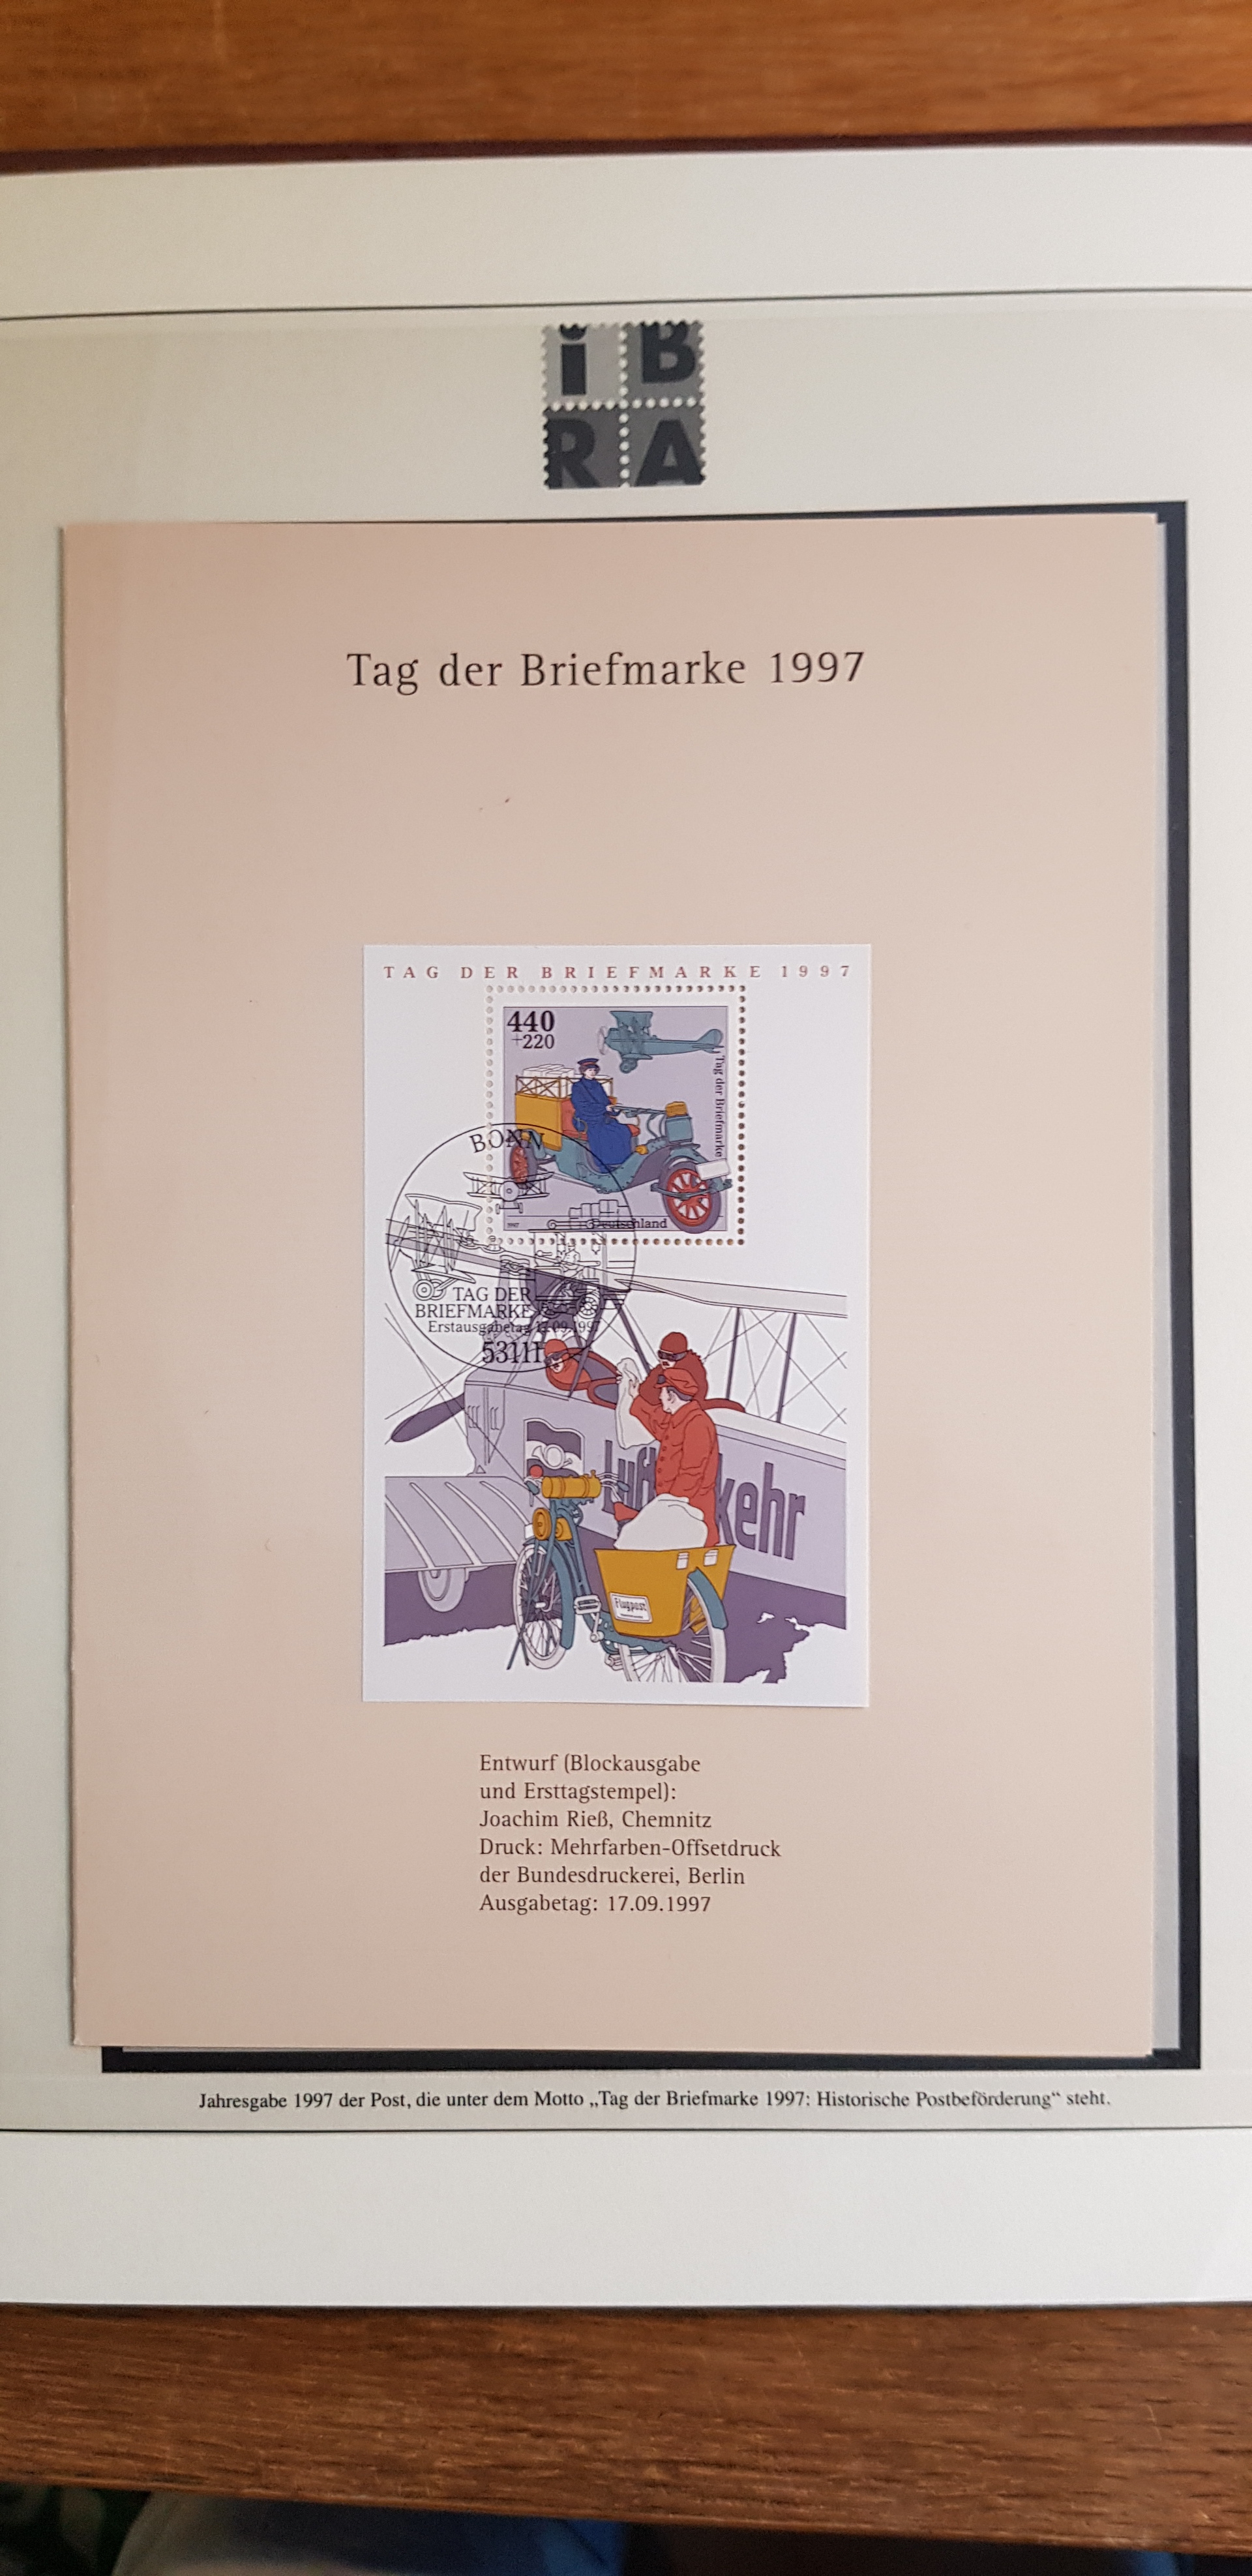 iB
RA
Tag der Briefmarke 1997
TAG DER BRIEFMARKE 1997
440
+220
Tag der Briefmarke
1997
Deutschland
BONN
TAG DER
BRIEFMARKE
Erstausgabetag 17.09.1997
53111
Luft
kehr
Flugpost
Entwurf (Blockausgabe
und Ersttagstempel):
Joachim Rieß, Chemnitz
Druck: Mehrfarben-Offsetdruck
der Bundesdruckerei, Berlin
Ausgabetag: 17.09.1997
Jahresgabe 1997 der Post, die unter dem Motto „Tag der Briefmarke 1997: Historische Postbeförderung“ steht.